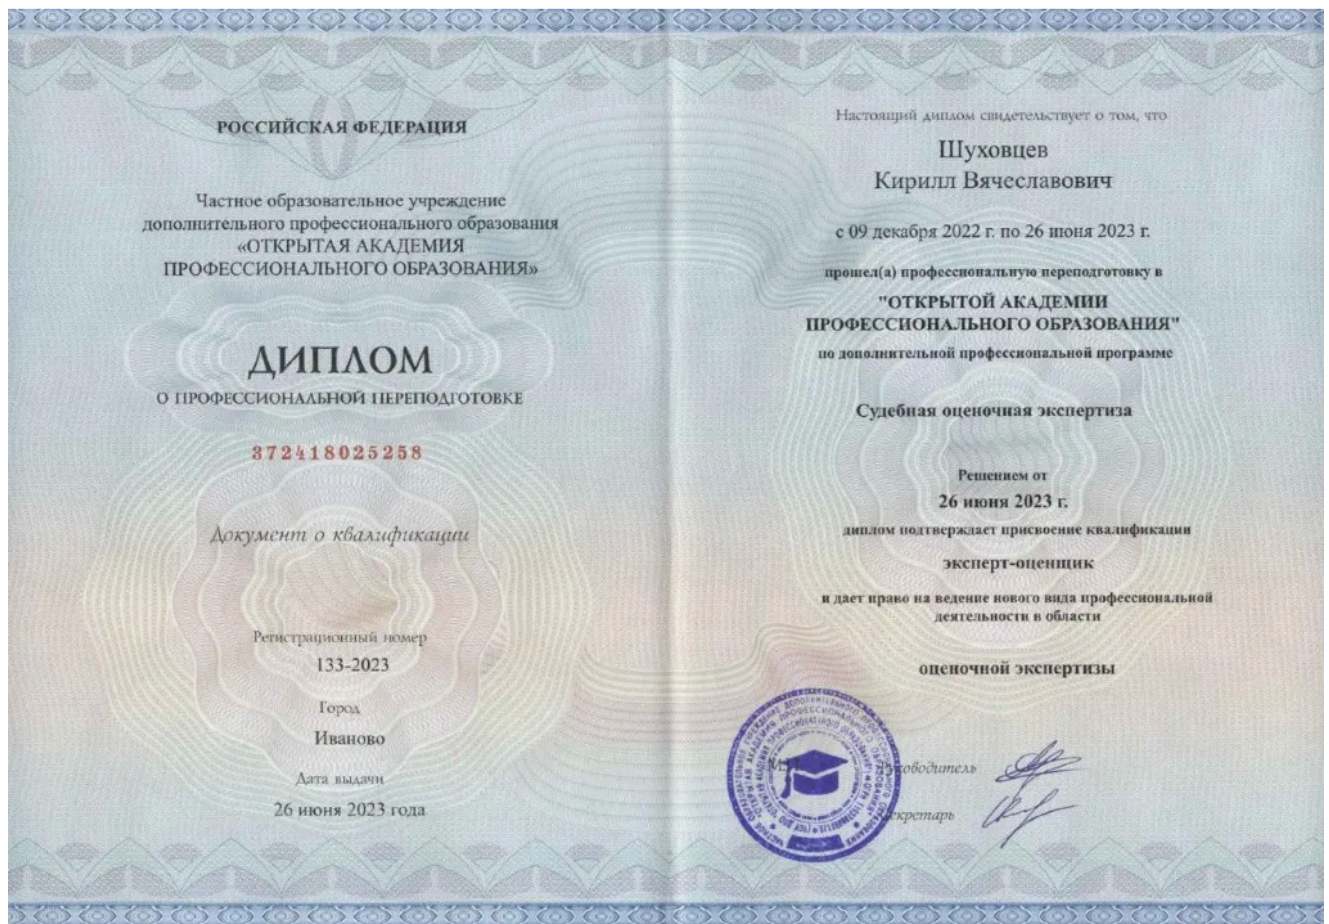 РОССИЙСКАЯ ФЕДЕРАЦИЯ
Частное образовательное учреждение
дополнительного профессионального образования
«ОТКРЫТАЯ АКАДЕМИЯ
ПРОФЕССИОНАЛЬНОГО ОБРАЗОВАНИЯ»
ДИПЛОМ
О ПРОФЕССИОНАЛЬНОЙ ПЕРЕПОДГОТОВКЕ
372418025258
Документ о квалификации
Регистрационный номер
133-2023
Город
Иваново
Дата выдачи
26 июня 2023 года
Настоящий диплом свидетельствует о том, что
Шуховцев
Кирилл Вячеславович
с 09 декабря 2022 г. по 26 июня 2023 г.
прошел(а) профессиональную переподготовку в
"ОТКРЫТОЙ АКАДЕМИИ
ПРОФЕССИОНАЛЬНОГО ОБРАЗОВАНИЯ"
по дополнительной профессиональной программе
Судебная оценочная экспертиза
Решением от
26 июня 2023 г.
диплом подтверждает присвоение квалификации
эксперт-оценщик
и дает право на ведение нового вида профессиональной
деятельности в области
оценочной экспертизы
Руководитель
Секретарь